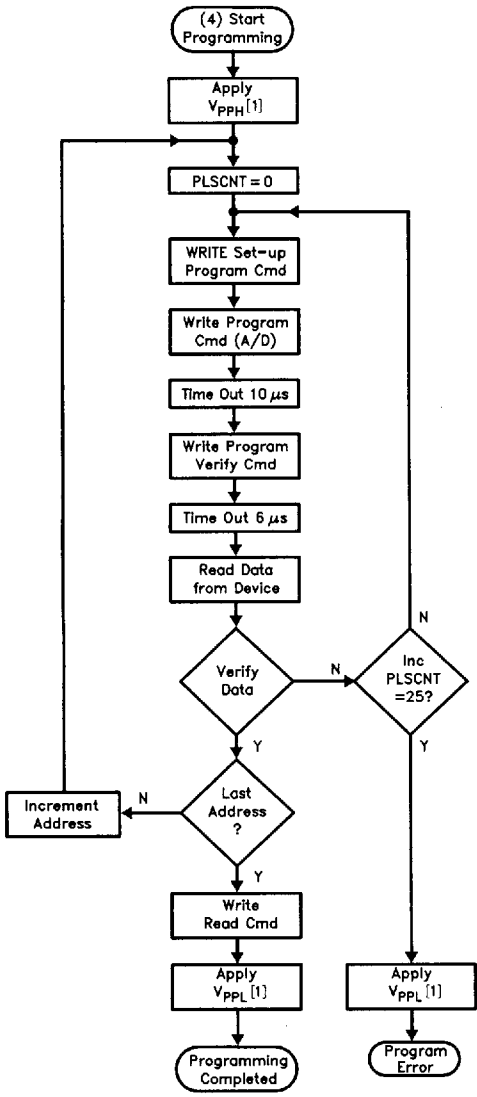 (4) Start
Programming
Apply
VPPH[1]
PLSCNT=0
WRITE Set-up
Program Cmd
Write Program
Cmd (A/D)
Time Out 10 μs
Write Program
Verify Cmd
Time Out 6 μs
Read Data
from Device
N
Verify
Data
N
Inc
PLSCNT
=25?
Y
Y
Increment
Address
N
Last
Address
?
Y
Write
Read Cmd
Apply
VPPL[1]
Apply
VPPL[1]
Programming
Completed
Program
Error